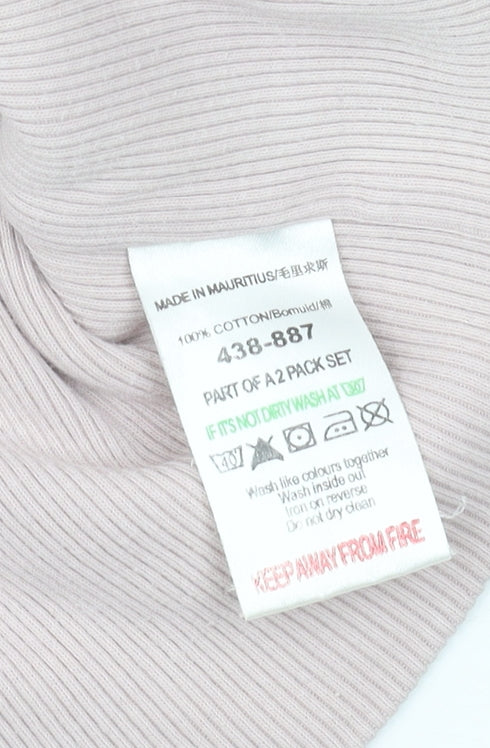 MADE IN MAURITIUS/毛里求斯
100% COTTON/Bomuld/棉
438-887
PART OF A 2 PACK SET
IF IT'S NOT DIRTY WASH AT
40
Wash like colours together
Wash inside out
Iron on reverse
Do not dry clean
KEEP AWAY FROM FIRE